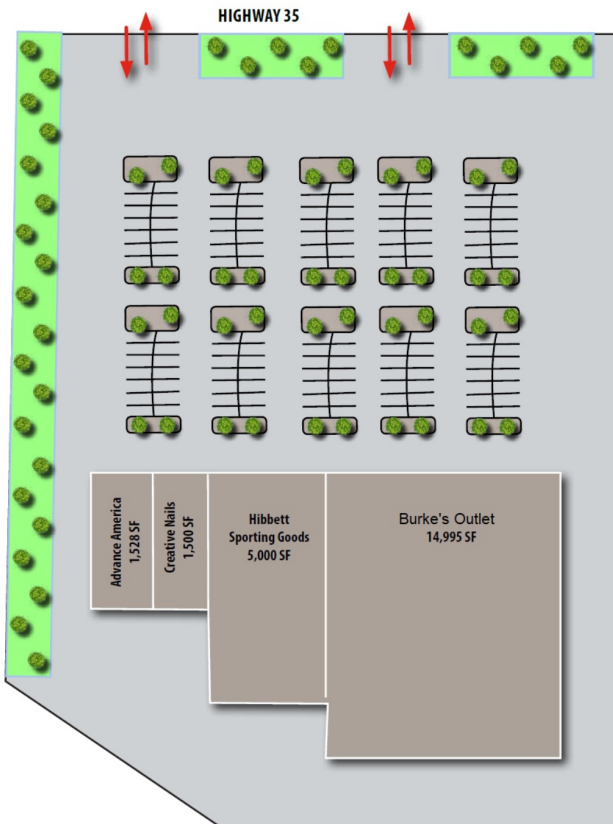 HIGHWAY 35
Advance America
1,528 SF
Creative Nails
1,500 SF
Hibbett
Sporting Goods
5,000 SF
Burke's Outlet
14,995 SF